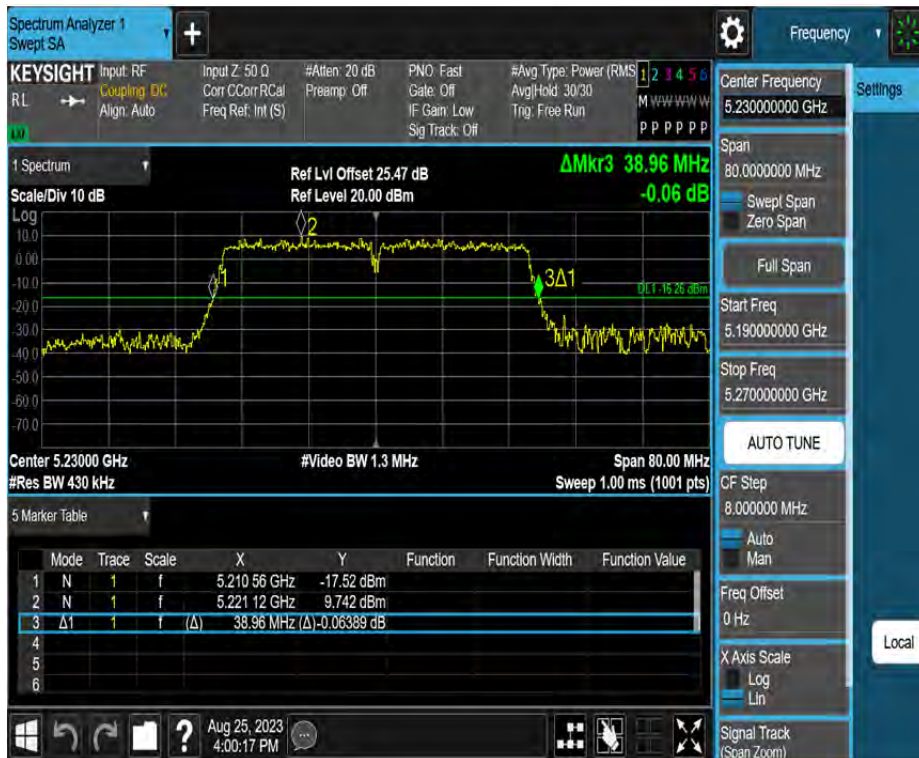 Spectrum Analyzer 1
Swept SA
+
Frequency
KEYSIGHT
RL
Input: RF
Coupling: DC
Align: Auto
Input Z: 50 Ω
Corr CCorr RCal
Freq Ref: Int (S)
#Atten: 20 dB
Preamp: Off
PNO: Fast
Gate: Off
IF Gain: Low
Sig Track: Off
#Avg Type: Power (RMS
Avg|Hold: 30/30
Trig: Free Run
1 2 3 4 5 6
M W W W W W
P P P P P P
1 Spectrum
Scale/Div 10 dB
Ref Lvl Offset 25.47 dB
Ref Level 20.00 dBm
ΔMkr3 38.96 MHz
-0.06 dB
Log
10.0
0.00
-10.0
-20.0
-30.0
-40.0
-50.0
-60.0
-70.0
2
1
3Δ1
DL1 -16.26 dBm
Center 5.23000 GHz
#Res BW 430 kHz
#Video BW 1.3 MHz
Span 80.00 MHz
Sweep 1.00 ms (1001 pts)
5 Marker Table
Mode Trace Scale X Y Function Function Width Function Value
1 N 1 f 5.210 56 GHz -17.52 dBm
2 N 1 f 5.221 12 GHz 9.742 dBm
3 Δ1 1 f (Δ) 38.96 MHz (Δ) -0.06389 dB
4
5
6
?
Aug 25, 2023
4:00:17 PM
Center Frequency
5.230000000 GHz
Span
80.0000000 MHz
Swept Span
Zero Span
Full Span
Start Freq
5.190000000 GHz
Stop Freq
5.270000000 GHz
AUTO TUNE
CF Step
8.000000 MHz
Auto
Man
Freq Offset
0 Hz
X Axis Scale
Log
Lin
Signal Track
(Span Zoom)
Settings
Local